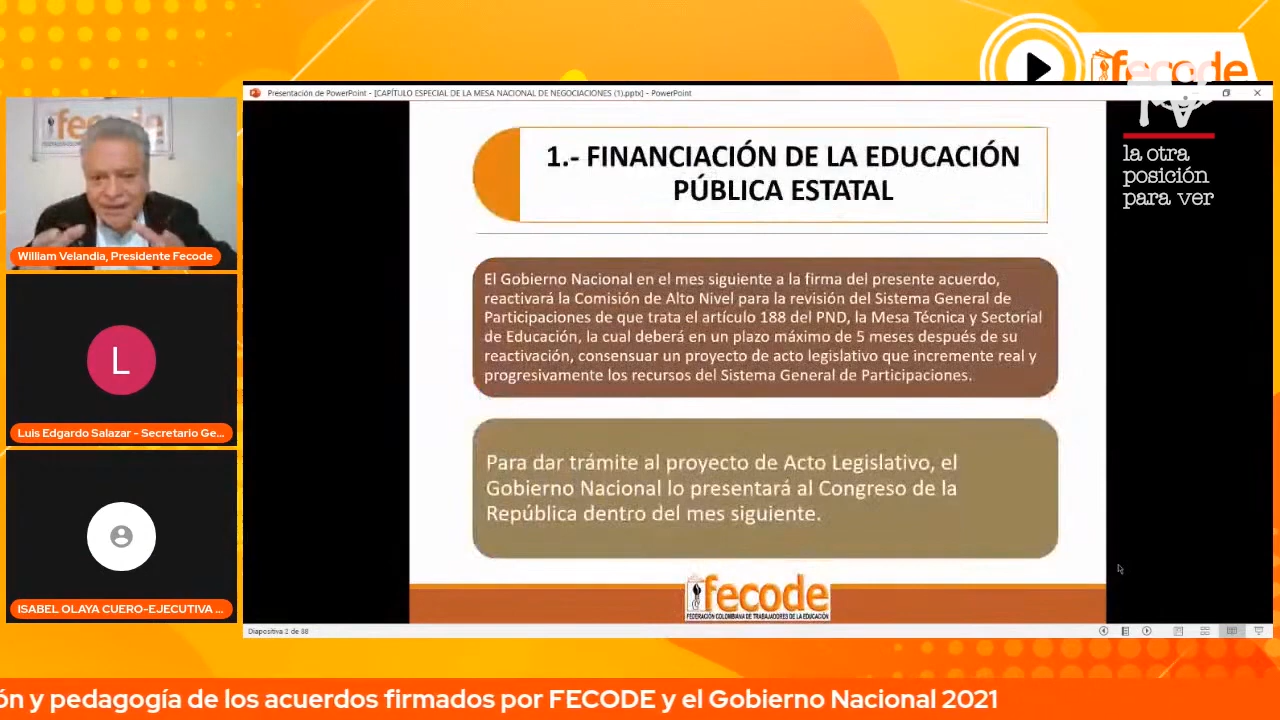 fecode
TV
la otra
posición
para ver
Presentación de PowerPoint - [CAPÍTULO ESPECIAL DE LA MESA NACIONAL DE NEGOCIACIONES (1).pptx] - PowerPoint
fecode
William Velandia, Presidente Fecode
L
Luis Edgardo Salazar - Secretario Ge...
ISABEL OLAYA CUERO-EJECUTIVA ...
1.- FINANCIACIÓN DE LA EDUCACIÓN
PÚBLICA ESTATAL
El Gobierno Nacional en el mes siguiente a la firma del presente acuerdo,
reactivará la Comisión de Alto Nivel para la revisión del Sistema General de
Participaciones de que trata el artículo 188 del PND, la Mesa Técnica y Sectorial
de Educación, la cual deberá en un plazo máximo de 5 meses después de su
reactivación, consensuar un proyecto de acto legislativo que incremente real y
progresivamente los recursos del Sistema General de Participaciones.
Para dar trámite al proyecto de Acto Legislativo, el
Gobierno Nacional lo presentará al Congreso de la
República dentro del mes siguiente.
fecode
FEDERACIÓN COLOMBIANA DE TRABAJADORES DE LA EDUCACIÓN
Diapositiva 2 de 38
ón y pedagogía de los acuerdos firmados por FECODE y el Gobierno Nacional 2021